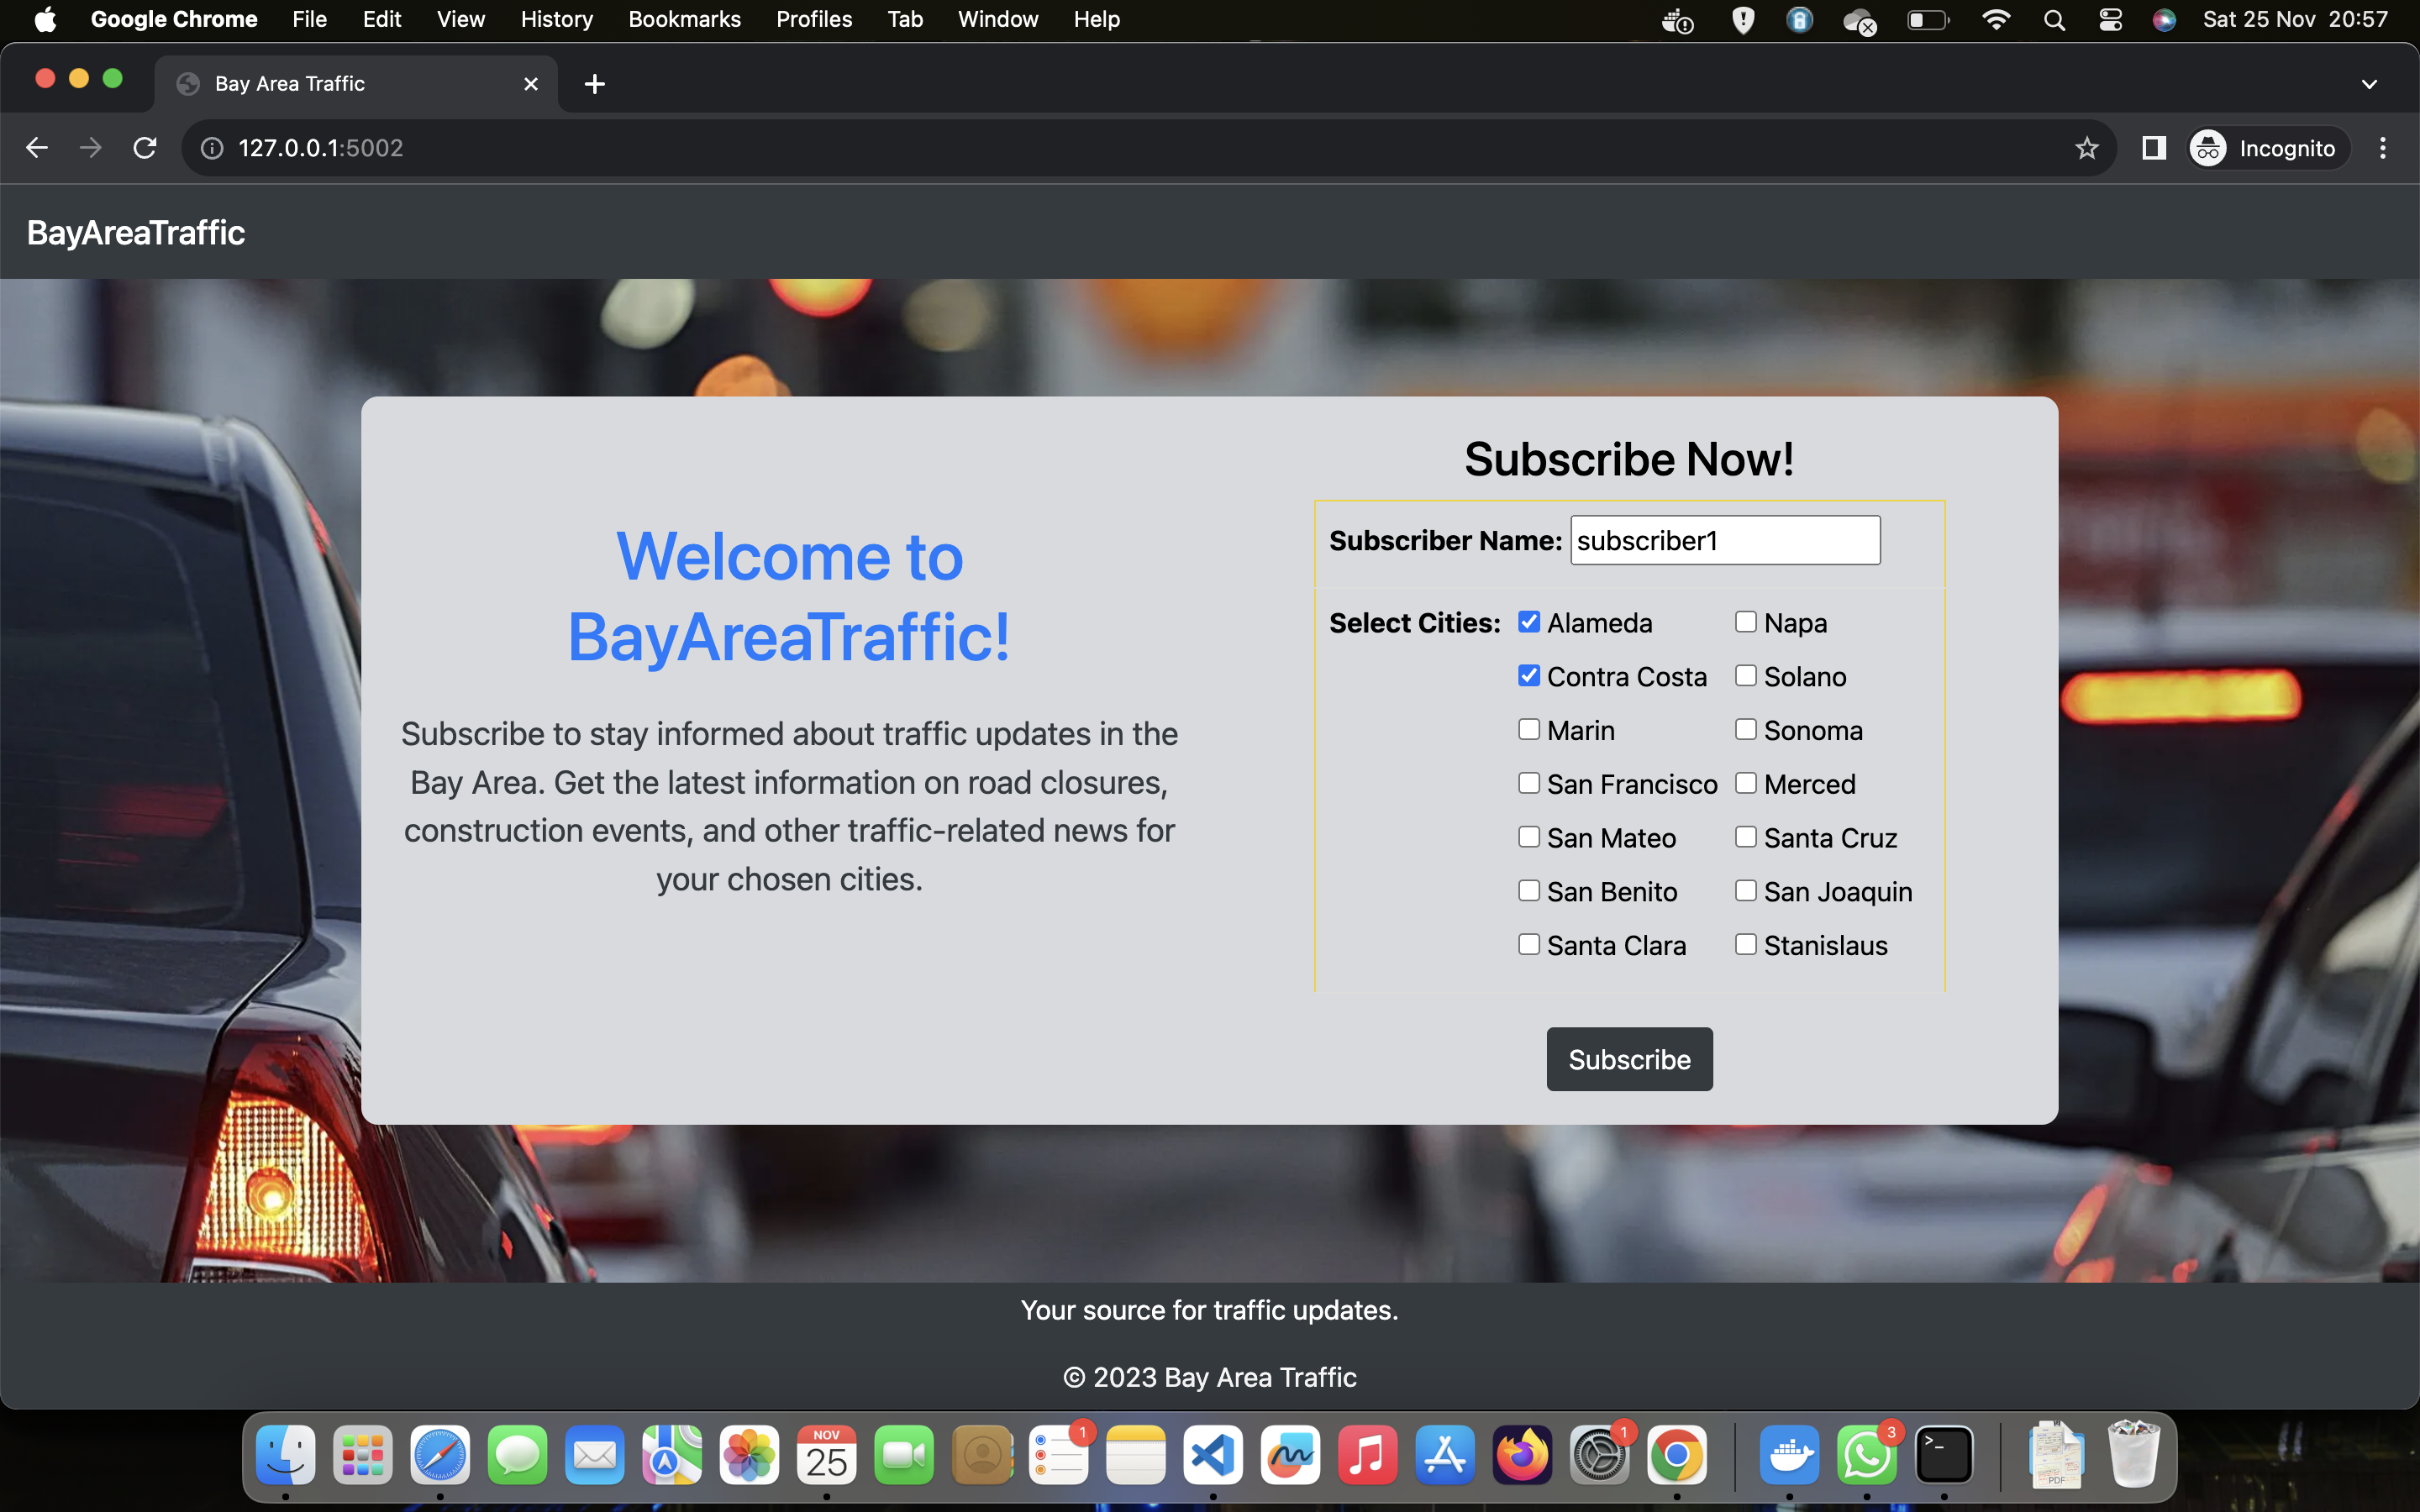 Google Chrome File Edit View History Bookmarks Profiles Tab Window Help Sat 25 Nov 20:57
Bay Area Traffic
127.0.0.1:5002 Incognito
BayAreaTraffic
Welcome to
BayAreaTraffic!
Subscribe to stay informed about traffic updates in the
Bay Area. Get the latest information on road closures,
construction events, and other traffic-related news for
your chosen cities.
Subscribe Now!
Subscriber Name: subscriber1
Select Cities: Alameda Napa
Contra Costa Solano
Marin Sonoma
San Francisco Merced
San Mateo Santa Cruz
San Benito San Joaquin
Santa Clara Stanislaus
Subscribe
Your source for traffic updates.
© 2023 Bay Area Traffic
NOV
25
1
1
3
>_
PDF